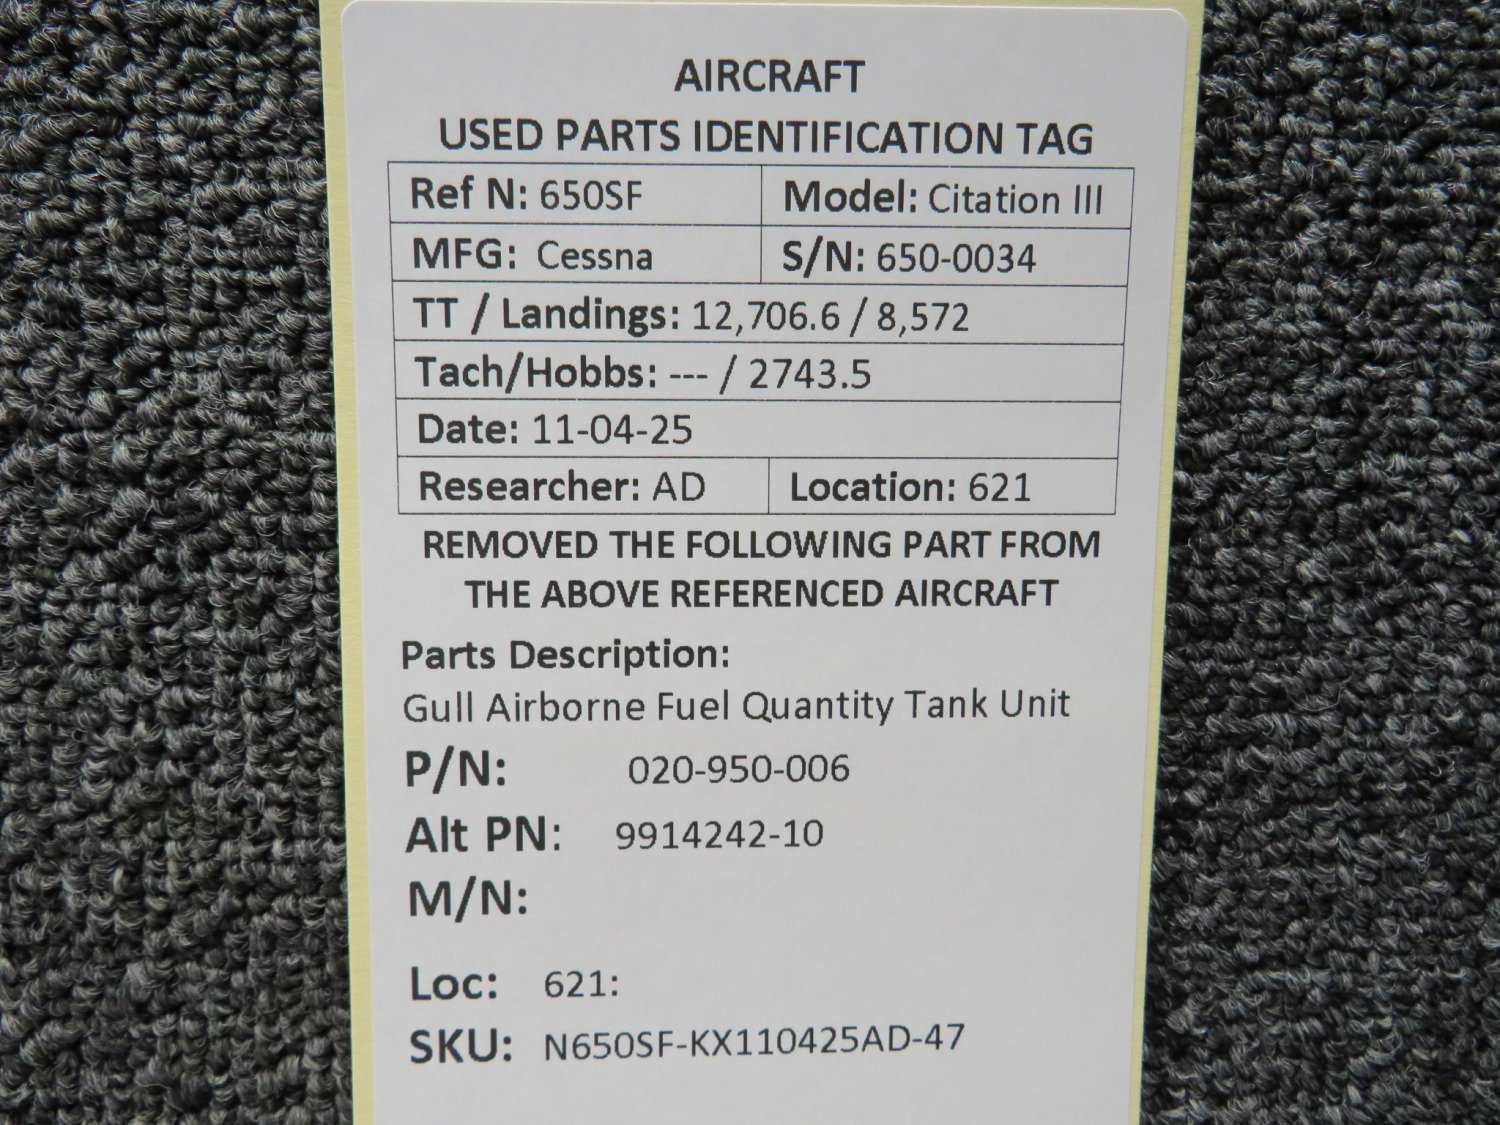 AIRCRAFT
USED PARTS IDENTIFICATION TAG
Ref N: 650SF Model: Citation III
MFG: Cessna S/N: 650-0034
TT / Landings: 12,706.6 / 8,572
Tach/Hobbs: --- / 2743.5
Date: 11-04-25
Researcher: AD Location: 621
REMOVED THE FOLLOWING PART FROM
THE ABOVE REFERENCED AIRCRAFT
Parts Description:
Gull Airborne Fuel Quantity Tank Unit
P/N: 020-950-006
Alt PN: 9914242-10
M/N:
Loc: 621:
SKU: N650SF-KX110425AD-47